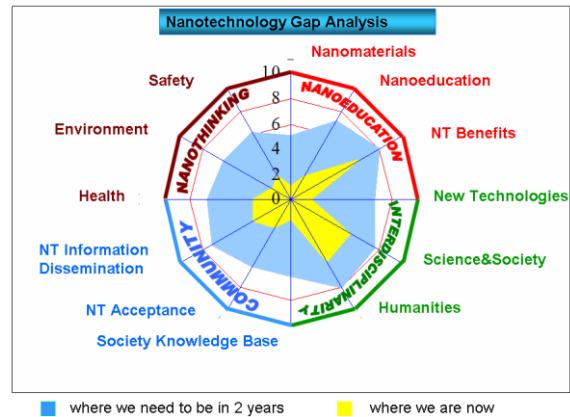 Nanotechnology Gap Analysis
Nanomaterials
Nanoeducation
NT Benefits
New Technologies
Science&Society
Humanities
Society Knowledge Base
NT Acceptance
NT Information
Dissemination
Health
Environment
Safety
10
8
6
4
2
0
NANOTHINKING
NANOEDUCATION
INTERDISCIPLINARITY
COMMUNITY
where we need to be in 2 years
where we are now